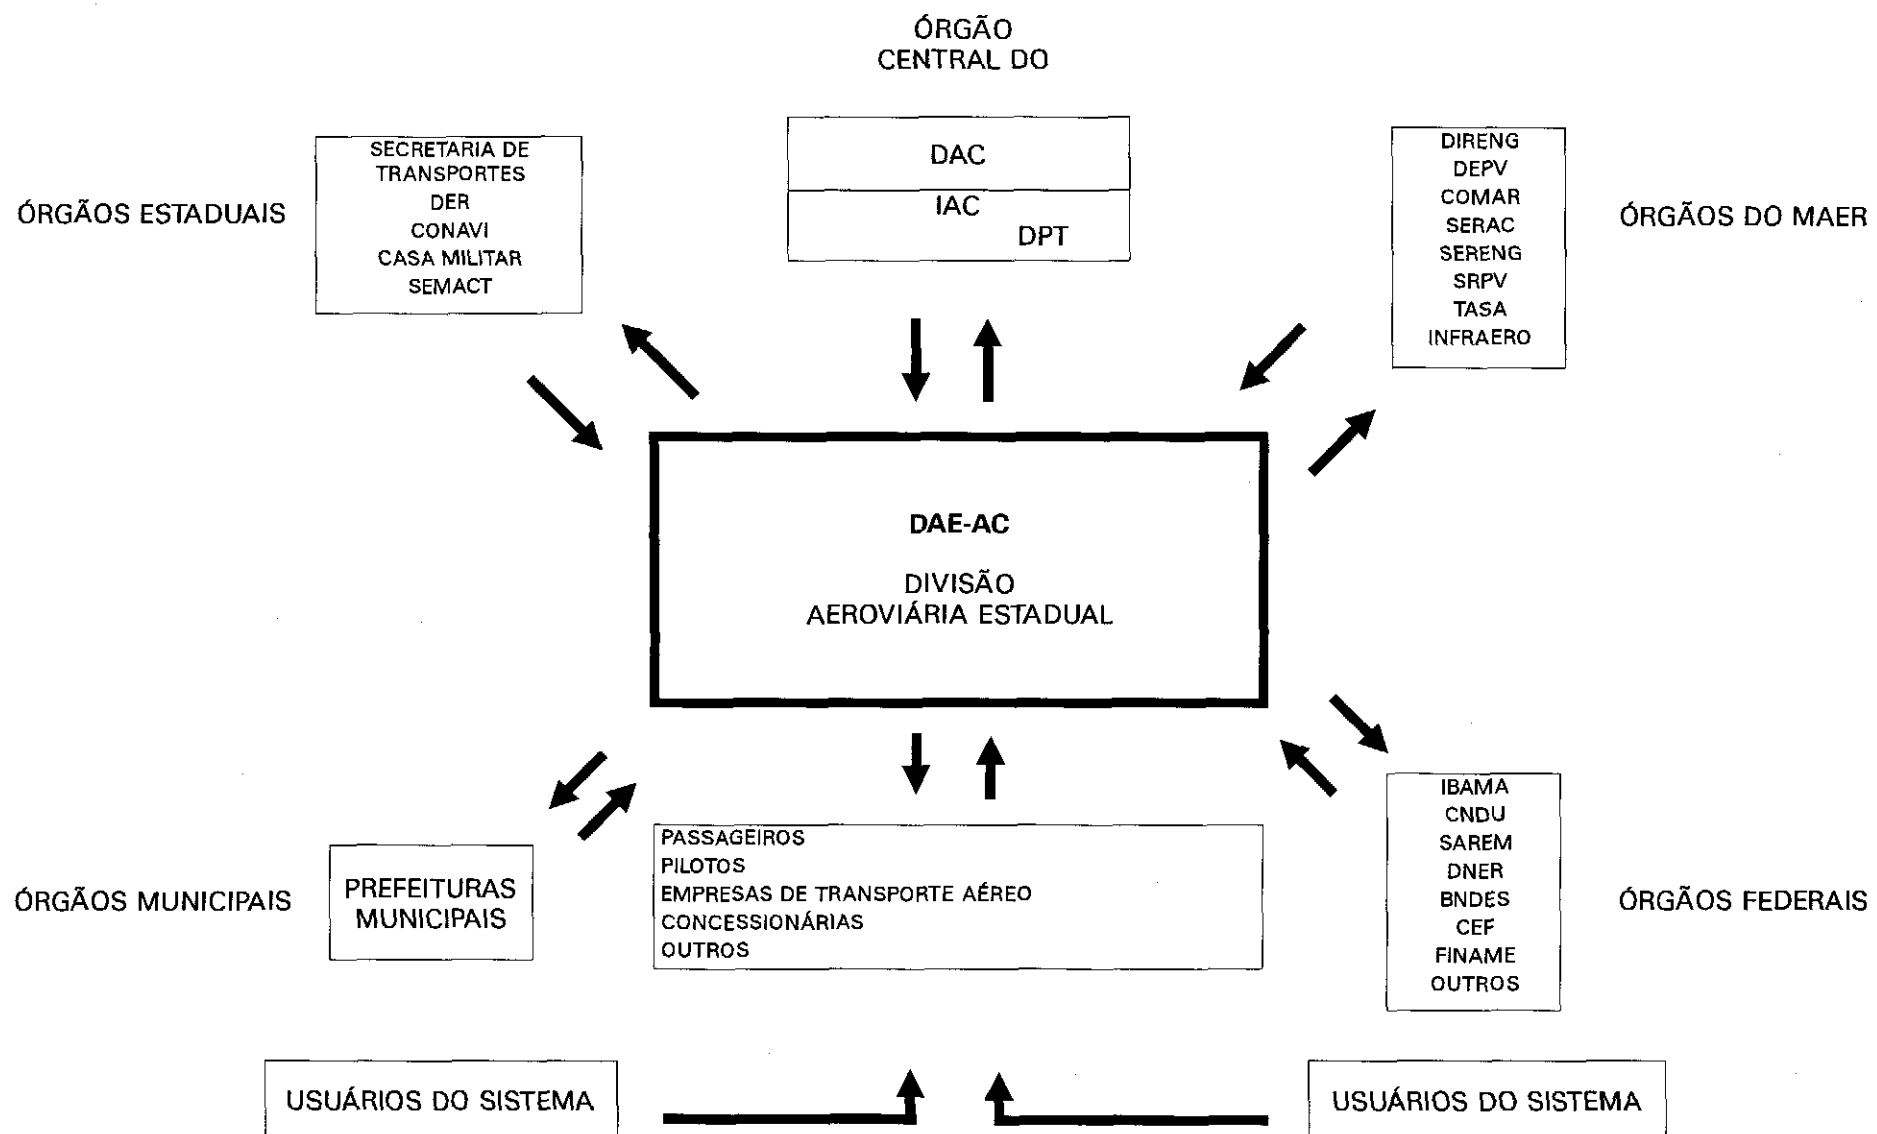 ÓRGÃO
CENTRAL DO
DAC
IAC
DPT
ÓRGÃOS ESTADUAIS
SECRETARIA DE
TRANSPORTES
DER
CONAVI
CASA MILITAR
SEMACT
DIRENG
DEPV
COMAR
SERAC
SERENG
SRPV
TASA
INFRAERO
ÓRGÃOS DO MAER
DAE-AC
DIVISÃO
AEROVIÁRIA ESTADUAL
ÓRGÃOS MUNICIPAIS
PREFEITURAS
MUNICIPAIS
PASSAGEIROS
PILOTOS
EMPRESAS DE TRANSPORTE AÉREO
CONCESSIONÁRIAS
OUTROS
IBAMA
CNDU
SAREM
DNER
BNDES
CEF
FINAME
OUTROS
ÓRGÃOS FEDERAIS
USUÁRIOS DO SISTEMA
USUÁRIOS DO SISTEMA